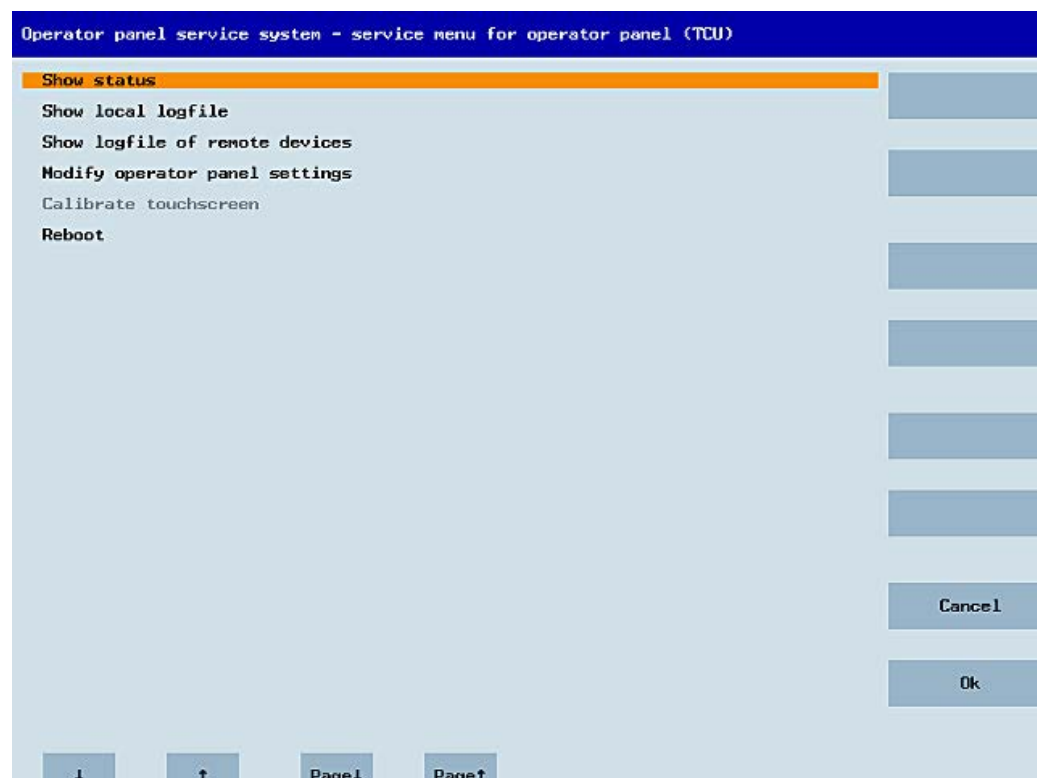 Operator panel service system - service menu for operator panel (TCU)
Show status
Show local logfile
Show logfile of remote devices
Modify operator panel settings
Calibrate touchscreen
Reboot
Cancel
Ok
↓ ↑ Page↓ Page↑